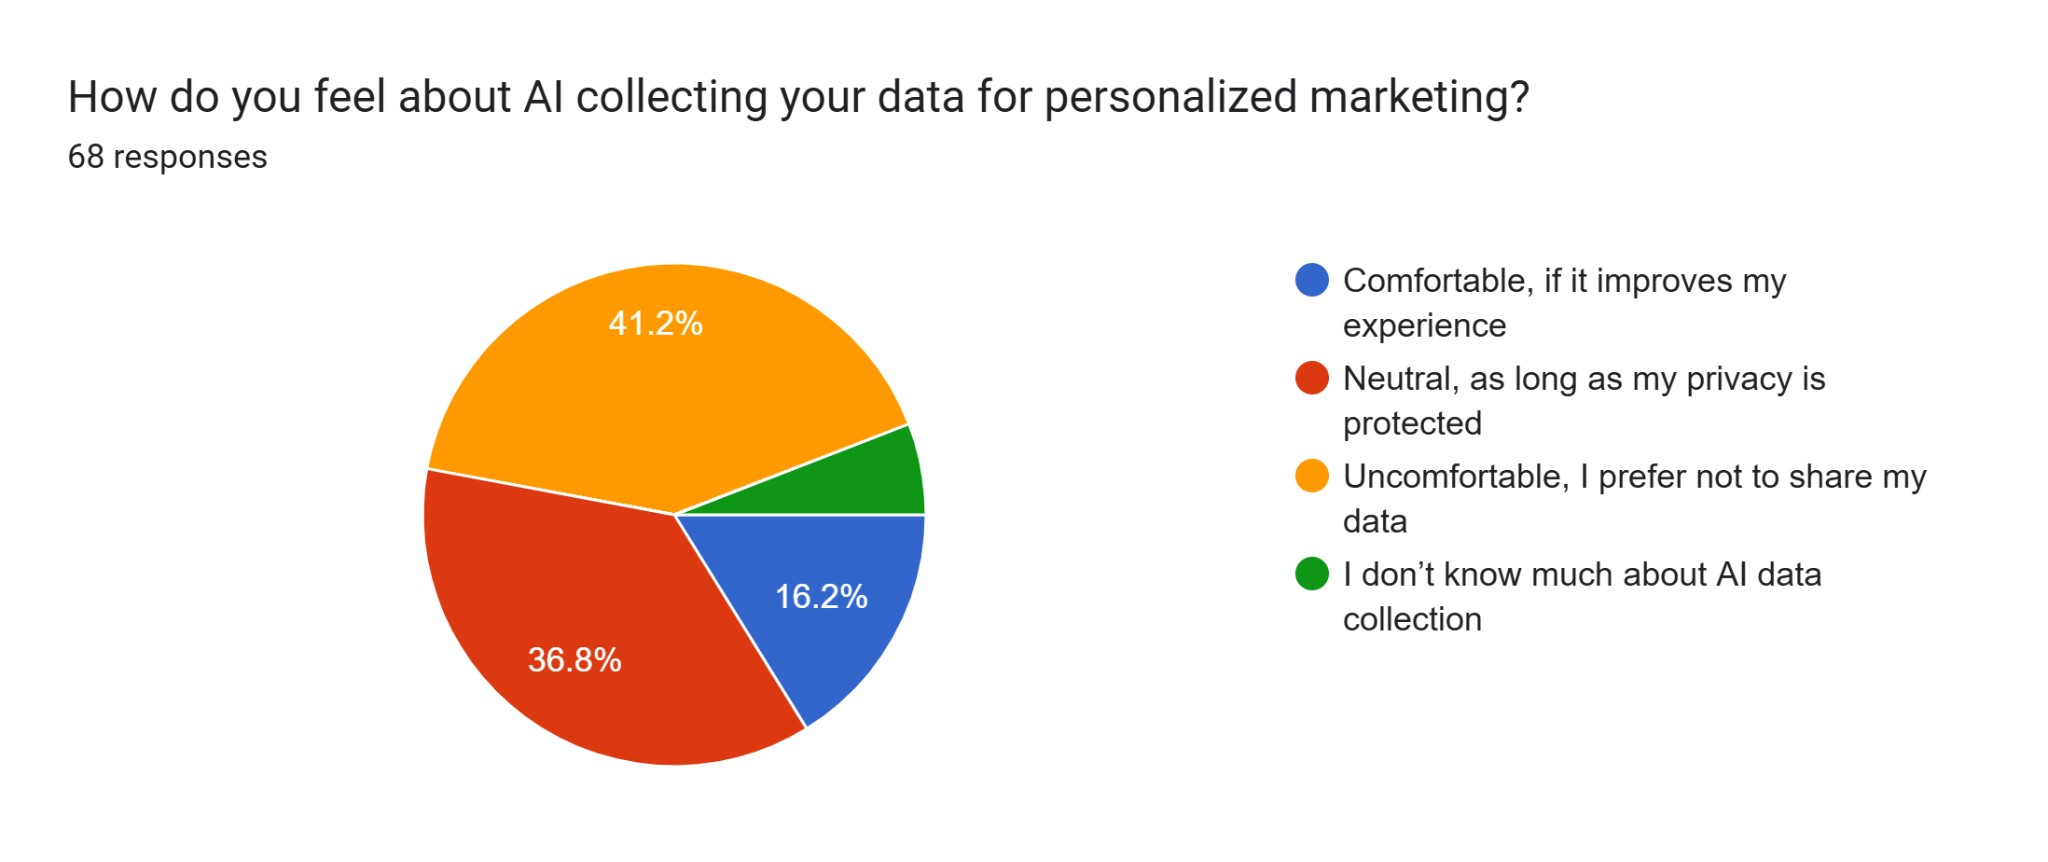 How do you feel about AI collecting your data for personalized marketing?
68 responses
41.2%
16.2%
36.8%
Comfortable, if it improves my
experience
Neutral, as long as my privacy is
protected
Uncomfortable, I prefer not to share my
data
I don’t know much about AI data
collection